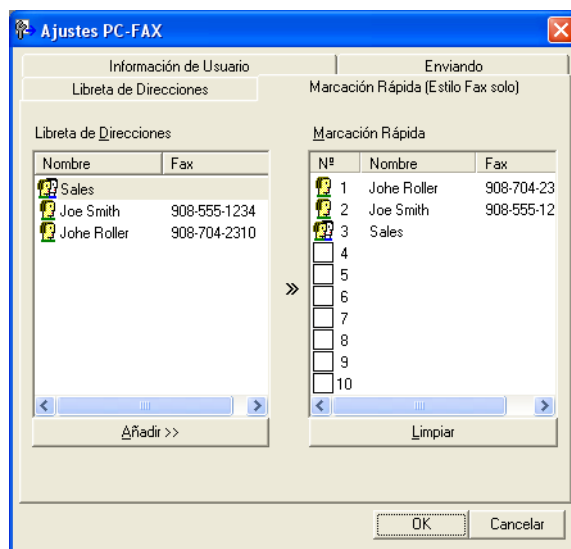 Ajustes PC-FAX
Información de Usuario Enviando
Libreta de Direcciones Marcación Rápida (Estilo Fax solo)
Libreta de Direcciones Marcación Rápida
Nombre Fax Nº Nombre Fax
Sales 1 Johe Roller 908-704-23
Joe Smith 908-555-1234 2 Joe Smith 908-555-12
Johe Roller 908-704-2310 3 Sales
4
5
»
6
7
8
9
10
Añadir >> Limpiar
OK Cancelar